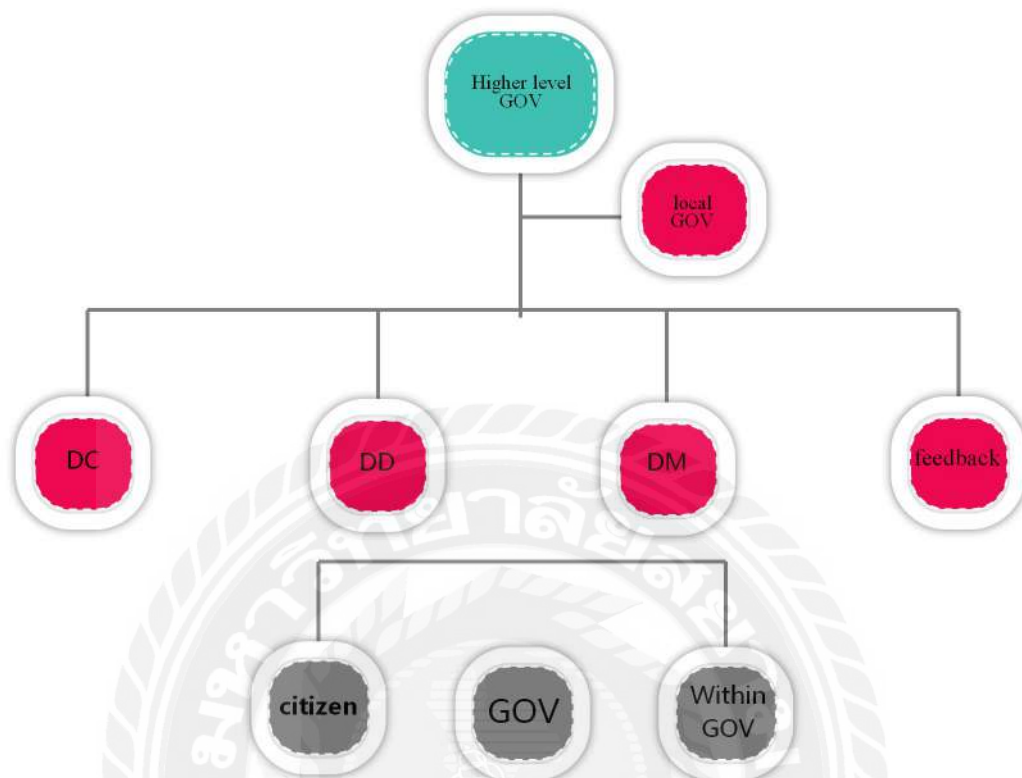 Higher level
GOV
local
GOV
DC
DD
DM
feedback
citizen
GOV
Within
GOV